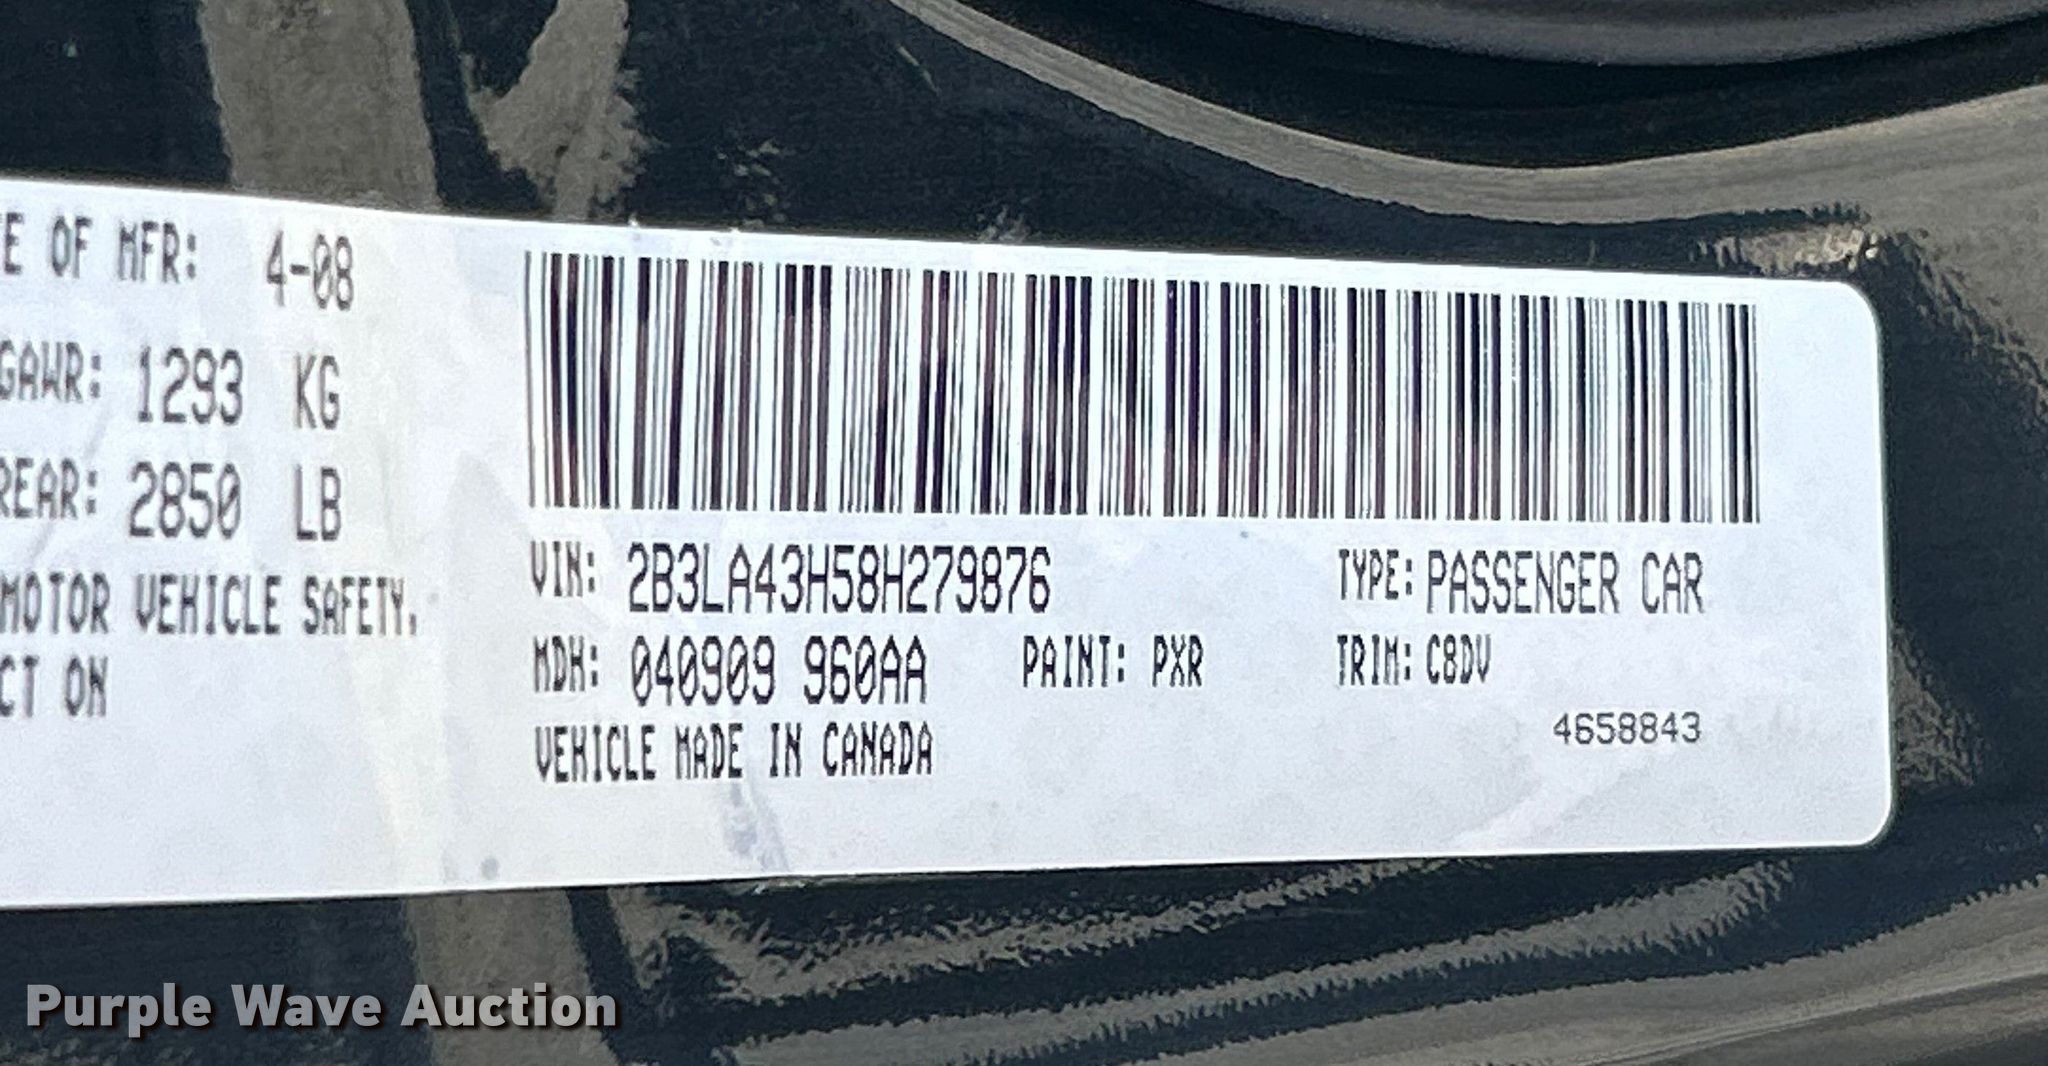 E OF MFR: 4-08
GAWR: 1293 KG
REAR: 2850 LB
MOTOR VEHICLE SAFETY.
CT ON
VIN: 2B3LA43H58H279876 TYPE: PASSENGER CAR
MDH: 040909 960AA PAINT: PXR TRIM: C8DV
VEHICLE MADE IN CANADA
4658843
Purple Wave Auction